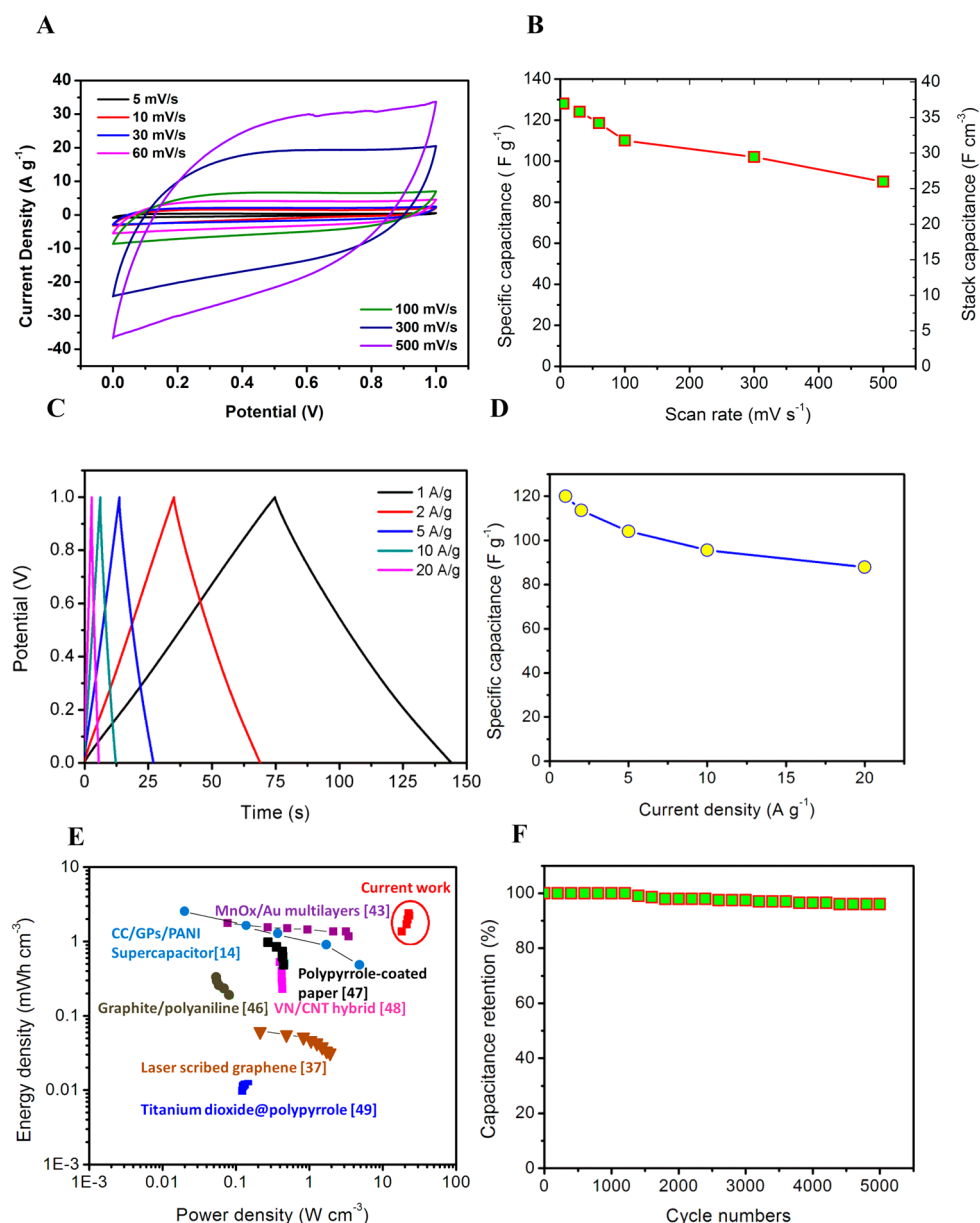 A
B
40
30
20
10
0
-10
-20
-30
-40
Current Density (A g-1)
5 mV/s
10 mV/s
30 mV/s
60 mV/s
100 mV/s
300 mV/s
500 mV/s
0.0 0.2 0.4 0.6 0.8 1.0
Potential (V)
140
120
100
80
60
40
20
0
Specific capacitance ( F g-1)
40
35
30
25
20
15
10
5
0
Stack capacitance (F cm-3)
0 100 200 300 400 500
Scan rate (mV s-1)
C
D
1.0
0.8
0.6
0.4
0.2
0.0
Potential (V)
1 A/g
2 A/g
5 A/g
10 A/g
20 A/g
0 25 50 75 100 125 150
Time (s)
120
100
80
60
40
20
0
Specific capacitance (F g-1)
0 5 10 15 20
Current density (A g-1)
E
F
10
1
0.1
0.01
1E-3
Energy density (mWh cm-3)
Current work
MnOx/Au multilayers [43]
CC/GPs/PANI
Supercapacitor[14]
Polypyrrole-coated
paper [47]
Graphite/polyaniline [46]
VN/CNT hybrid [48]
Laser scribed graphene [37]
Titanium dioxide@polypyrrole [49]
1E-3 0.01 0.1 1 10 100
Power density (W cm-3)
120
100
80
60
40
20
0
Capacitance retention (%)
0 1000 2000 3000 4000 5000
Cycle numbers